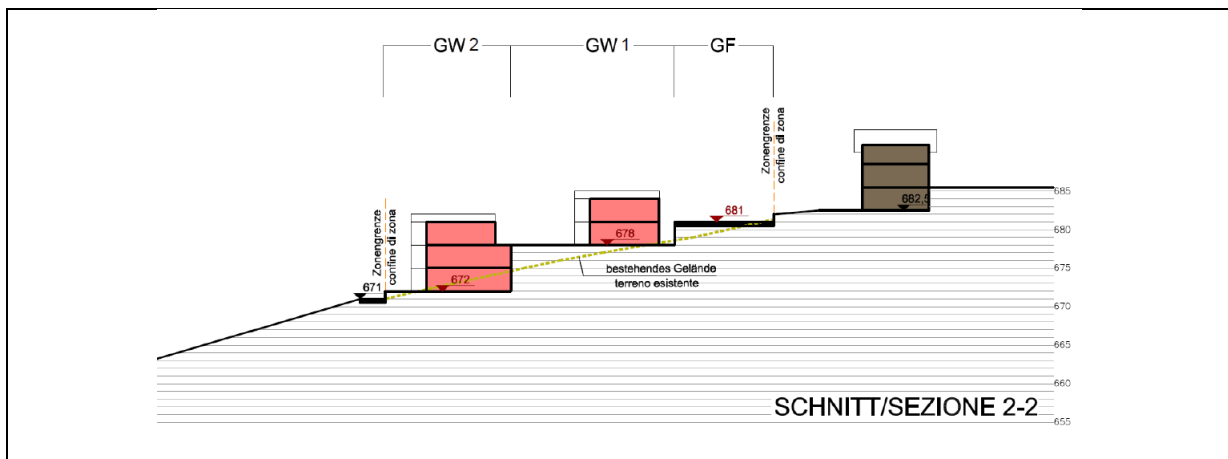 GW 2
GW 1
GF
Zonengrenze
confine di zona
Zonengrenze
confine di zona
685
682,5
681
680
678
675
bestehendes Gelände
terreno esistente
672
671
670
665
660
655
SCHNITT/SEZIONE 2-2